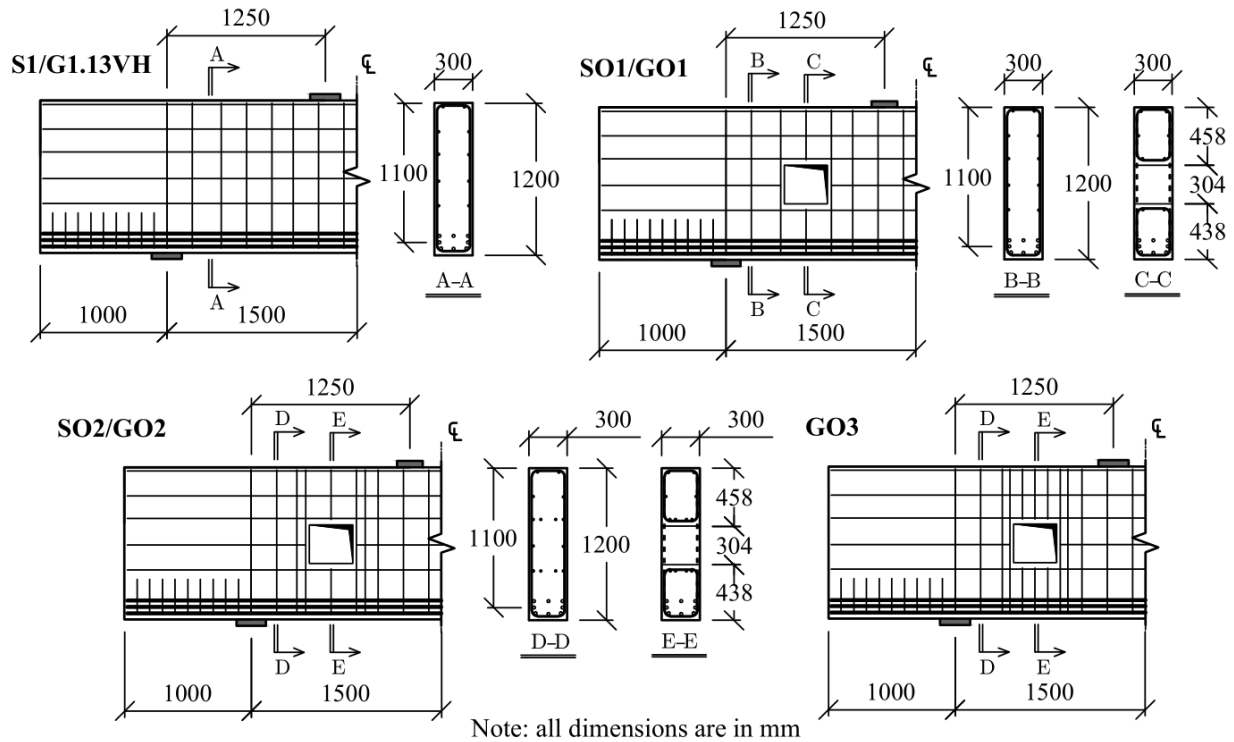 S1/G1.13VH
1250
A
℄
300
1100
1200
A
A–A
1000
1500
SO1/GO1
1250
B
C
℄
300
300
1100
1200
458
304
438
B
C
B–B
C–C
1000
1500
SO2/GO2
1250
D
E
℄
300
300
1100
1200
458
304
438
D
E
D–D
E–E
1000
1500
GO3
1250
D
E
℄
D
E
1000
1500
Note: all dimensions are in mm